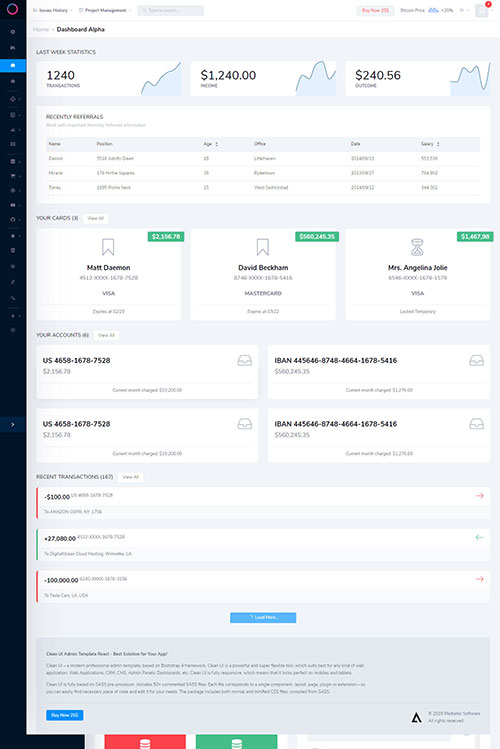 Issues History
Project Management
Type to search...
Buy Now 25$
Bitcoin Price
+20%
Home
Dashboard Alpha
LAST WEEK STATISTICS
1240
TRANSACTIONS
$1,240.00
INCOME
$240.56
OUTCOME
RECENTLY REFERRALS
Block with important Recently Referrals information
Name Position Age Office Date Salary
Damon 5516 Adolfo Green 18 Littlehaven 2014/06/13 553.536
Miracle 176 Hirthe Squares 35 Ryleetown 2013/09/27 784.802
Torrey 1995 Richie Neck 15 West Sedrickstad 2014/09/12 344.302
YOUR CARDS (3)
View All
$2,156.78
Matt Daemon
4512-XXXX-1678-7528
VISA
Expires at 02/20
$560,245.35
David Beckham
8748-XXXX-1678-5416
MASTERCARD
Expires at 03/22
$1,467,98
Mrs. Angelina Jolie
6546-XXXX-1678-1579
VISA
Locked Temporary
YOUR ACCOUNTS (6)
View All
US 4658-1678-7528
$2,156.78
Current month charged: $10,200.00
IBAN 445646-8748-4664-1678-5416
$560,245.35
Current month charged: $1,276.00
US 4658-1678-7528
$2,156.78
Current month charged: $10,200.00
IBAN 445646-8748-4664-1678-5416
$560,245.35
Current month charged: $1,276.00
RECENT TRANSACTIONS (167)
View All
-$100.00 US 4658-1678-7528
To AMAZON COPR, NY, 1756
+27,080.00 4512-XXXX-1678-7528
To DigitalOcean Cloud Hosting, Winnetka, LA
-100,000.00 6245-XXXX-1678-3256
To Tesla Cars, LA, USA
Load More...
Clean UI Admin Template React - Best Solution for Your App!
Clean UI – a modern professional admin template, based on Bootstrap 4 framework. Clean UI is a powerful and super flexible tool, which suits best for any kind of web
application: Web Applications; CRM; CMS; Admin Panels; Dashboards; etc. Clean UI is fully responsive, which means that it looks perfect on mobiles and tablets.
Clean UI is fully based on SASS pre-processor, includes 50+ commented SASS files. Each file corresponds to a single component, layout, page, plugin or extension – so
you can easily find necessary piece of code and edit it for your needs. The package includes both normal and minified CSS files, compiled from SASS.
Buy Now 25$
© 2018 Mediatec Software
All rights reserved